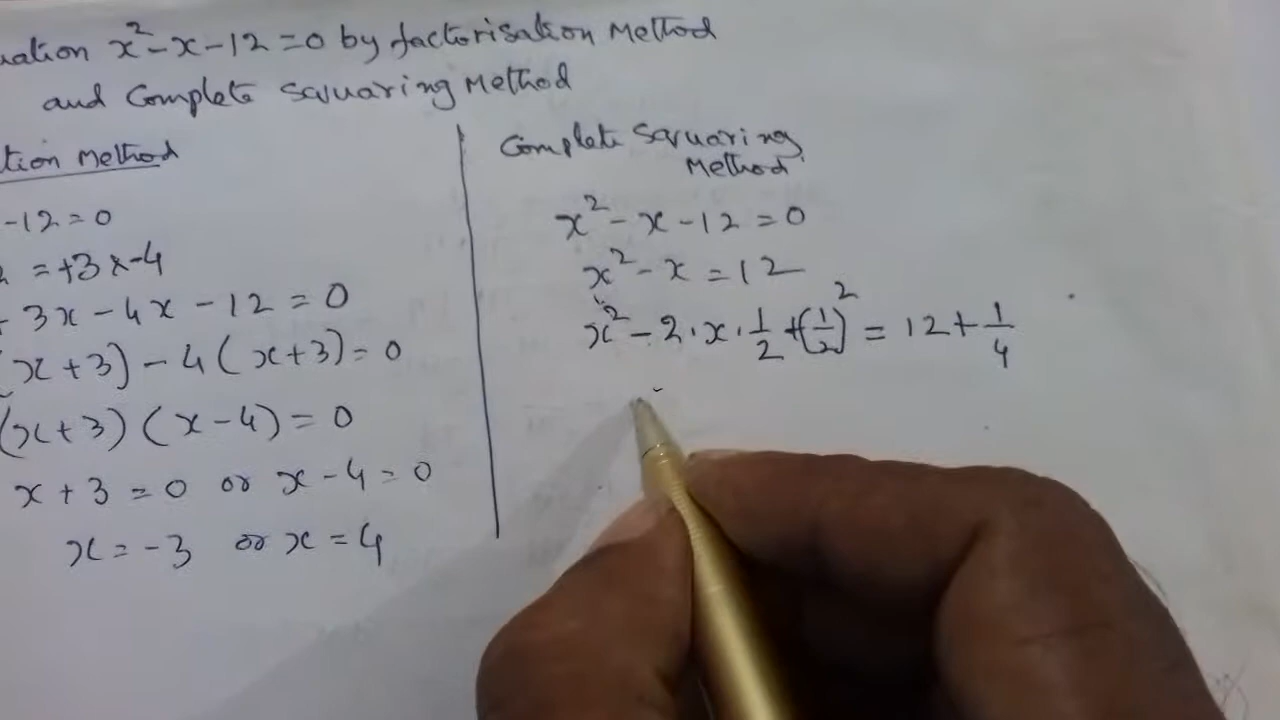 uation x² - x - 12 = 0 by factorisation Method
and Complete Squaring Method
tion Method
- 12 = 0
= +3 x -4
3x - 4x - 12 = 0
x + 3) - 4 (x + 3) = 0
(x + 3) (x - 4) = 0
x + 3 = 0 or x - 4 = 0
x = -3 or x = 4
Complete Squaring
Method
x² - x - 12 = 0
x² - x = 12
x² - 2 · x · 1/2 + (1/2)² = 12 + 1/4